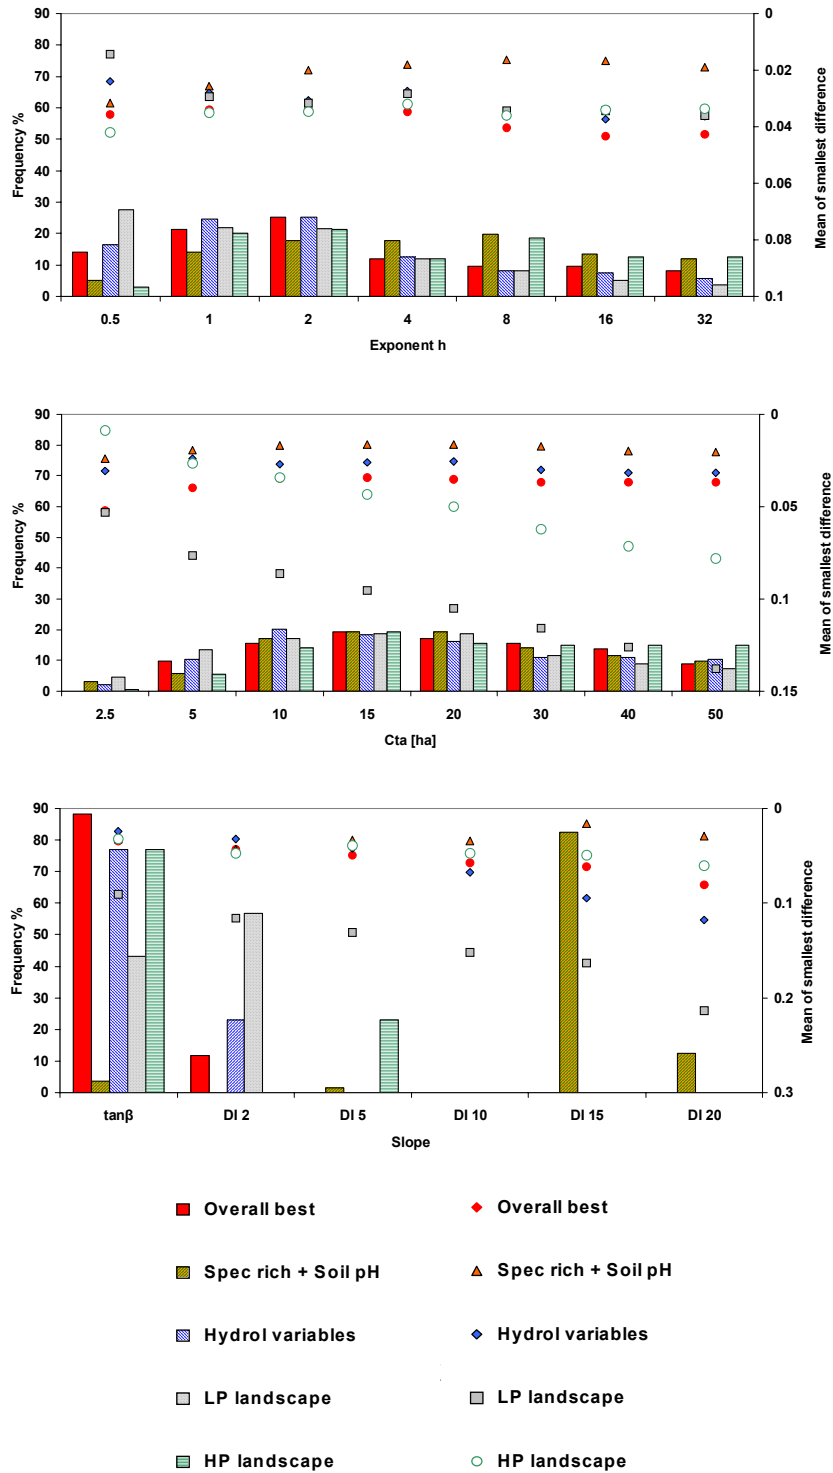 90 0
80
70 0.02
60
50 0.04
40
30 0.06
20 0.08
10
0 0.1
Frequency %
Mean of smallest difference
0.5 1 2 4 8 16 32
Exponent h
90 0
80
70
60 0.05
50
40
30 0.1
20
10
0 0.15
Frequency %
Mean of smallest difference
2.5 5 10 15 20 30 40 50
Cta [ha]
90 0
80
70
60 0.1
50
40
30 0.2
20
10
0 0.3
Frequency %
Mean of smallest difference
tanβ DI 2 DI 5 DI 10 DI 15 DI 20
Slope
Overall best Overall best
Spec rich + Soil pH Spec rich + Soil pH
Hydrol variables Hydrol variables
LP landscape LP landscape
HP landscape HP landscape